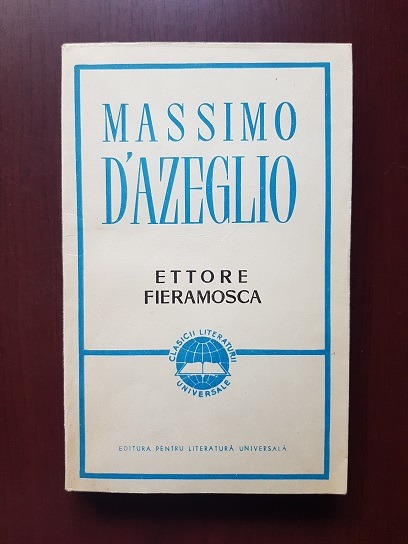 MASSIMO
D'AZEGLIO
ETTORE
FIERAMOSCA
CLASICII LITERATURII
UNIVERSALE
EDITURA PENTRU LITERATURĂ UNIVERSALĂ